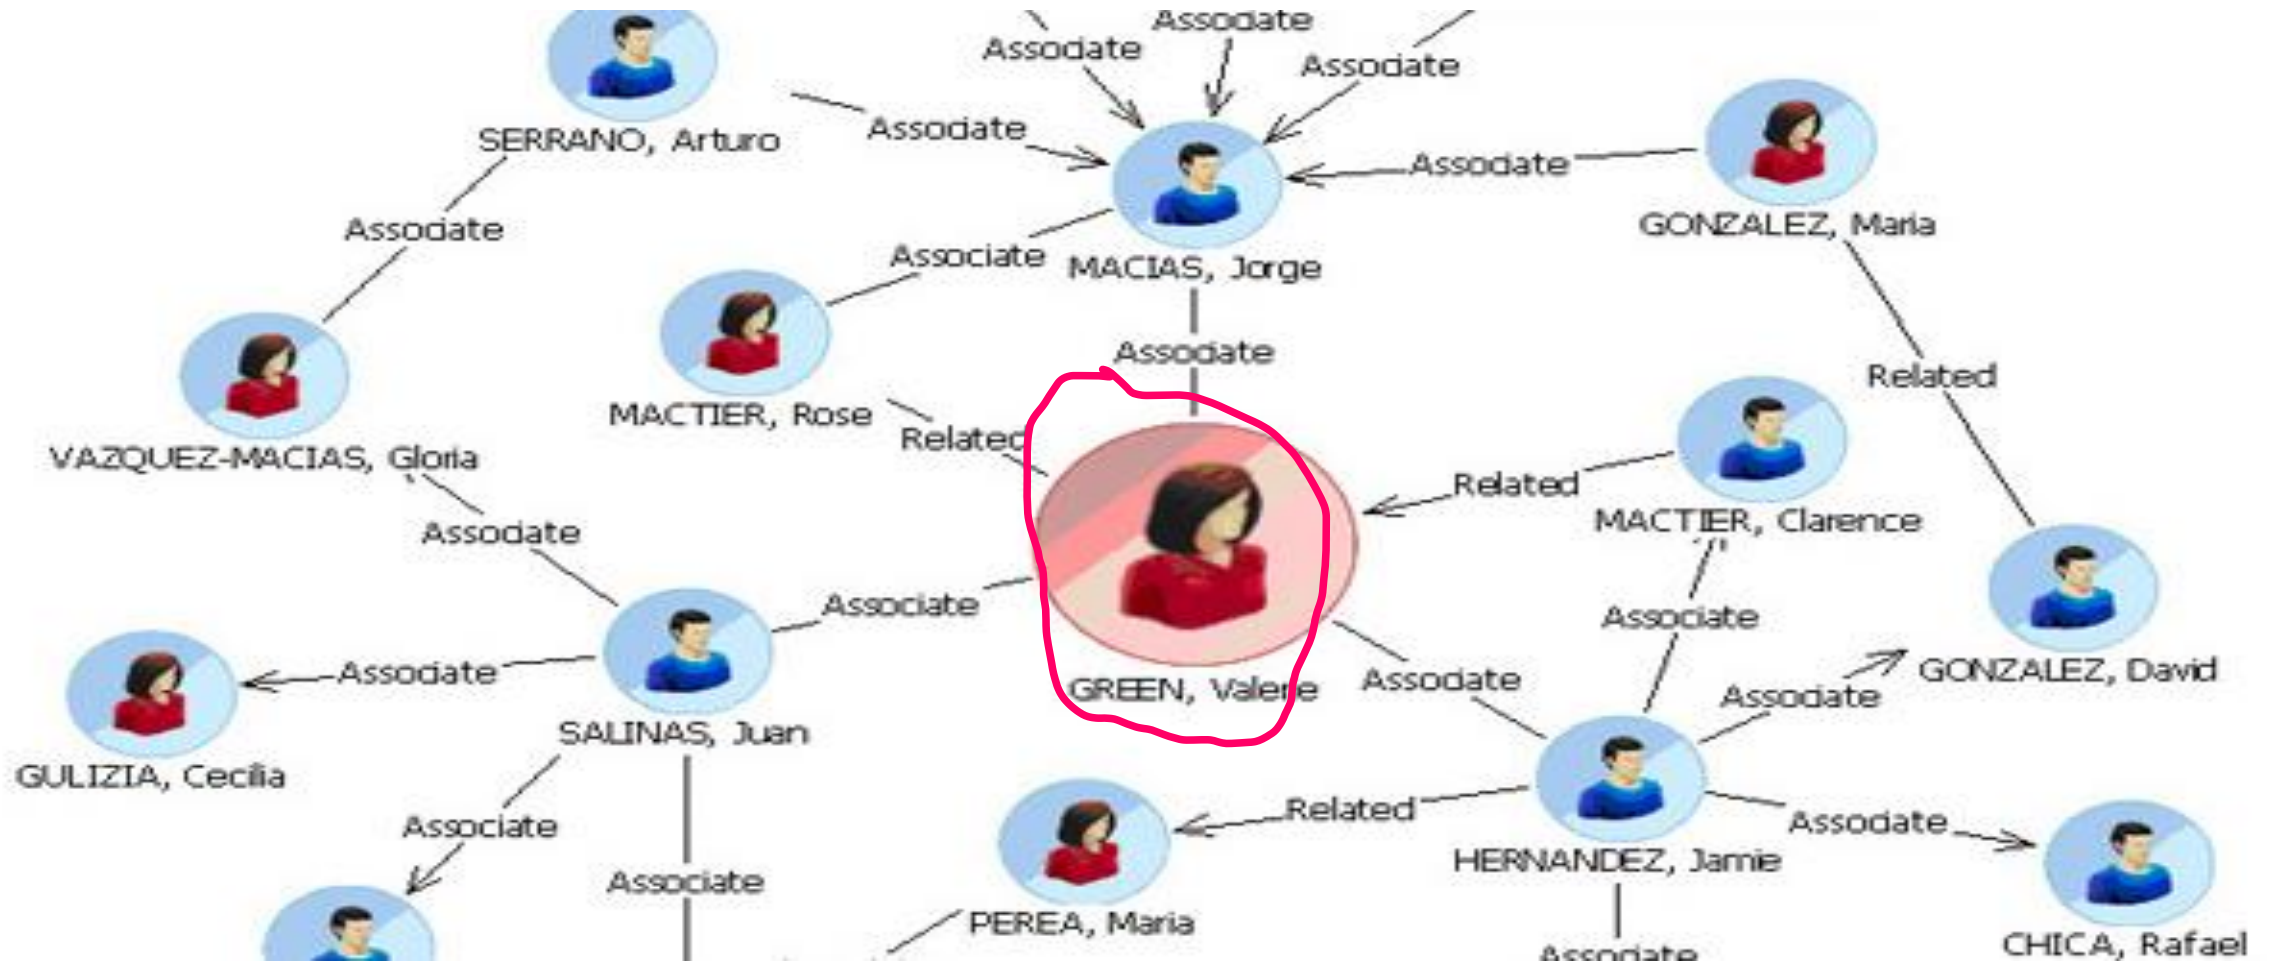 Associate
Associate
Associate
SERRANO, Arturo
Associate
Associate
GONZALEZ, Maria
Associate
Associate
MACIAS, Jorge
Associate
Related
MACTIER, Rose
Related
VAZQUEZ-MACIAS, Gloria
Related
MACTIER, Clarence
Associate
Associate
Associate
GREEN, Valerie
Associate
Associate
GONZALEZ, David
Associate
SALINAS, Juan
GULIZIA, Cecilia
Related
Associate
Associate
HERNANDEZ, Jamie
Associate
PEREA, Maria
CHICA, Rafael
Associate